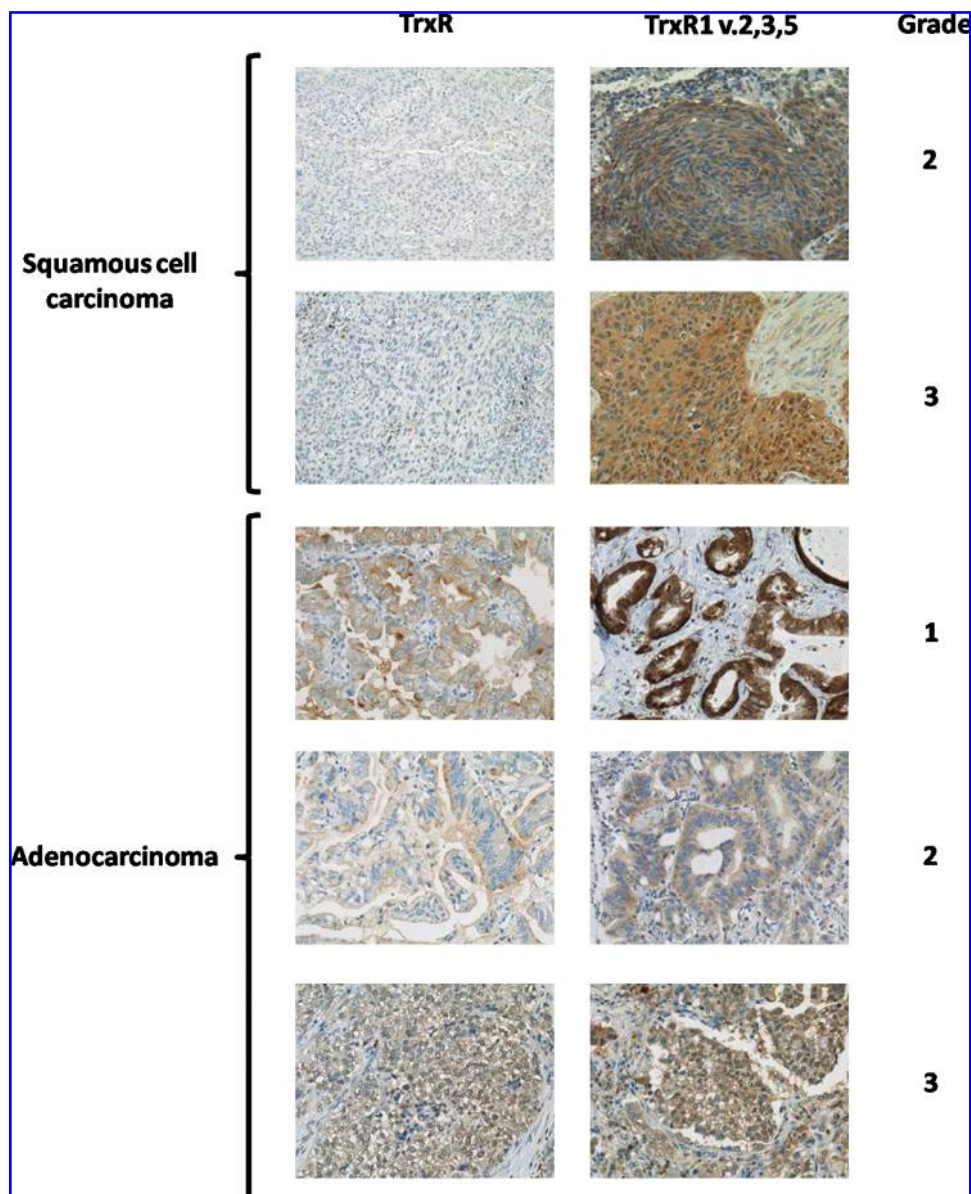 TrxR TrxR1 v.2,3,5 Grade
2
Squamous cell
carcinoma
3
1
Adenocarcinoma 2
3